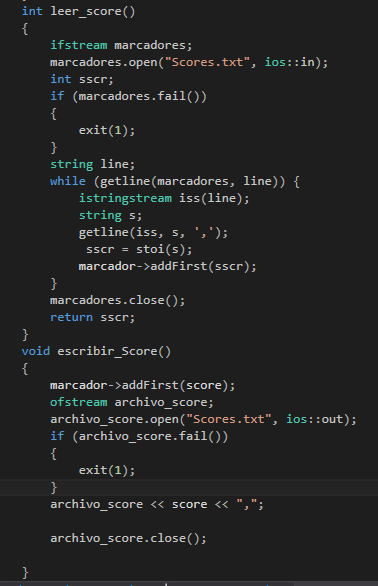 int leer_score()
{
    ifstream marcadores;
    marcadores.open("Scores.txt", ios::in);
    int sscr;
    if (marcadores.fail())
    {
        exit(1);
    }
    string line;
    while (getline(marcadores, line)) {
        istringstream iss(line);
        string s;
        getline(iss, s, ',');
         sscr = stoi(s);
        marcador->addFirst(sscr);
    }
    marcadores.close();
    return sscr;
}
void escribir_Score()
{
    marcador->addFirst(score);
    ofstream archivo_score;
    archivo_score.open("Scores.txt", ios::out);
    if (archivo_score.fail())
    {
        exit(1);
    }
    archivo_score << score << ",";

    archivo_score.close();

}